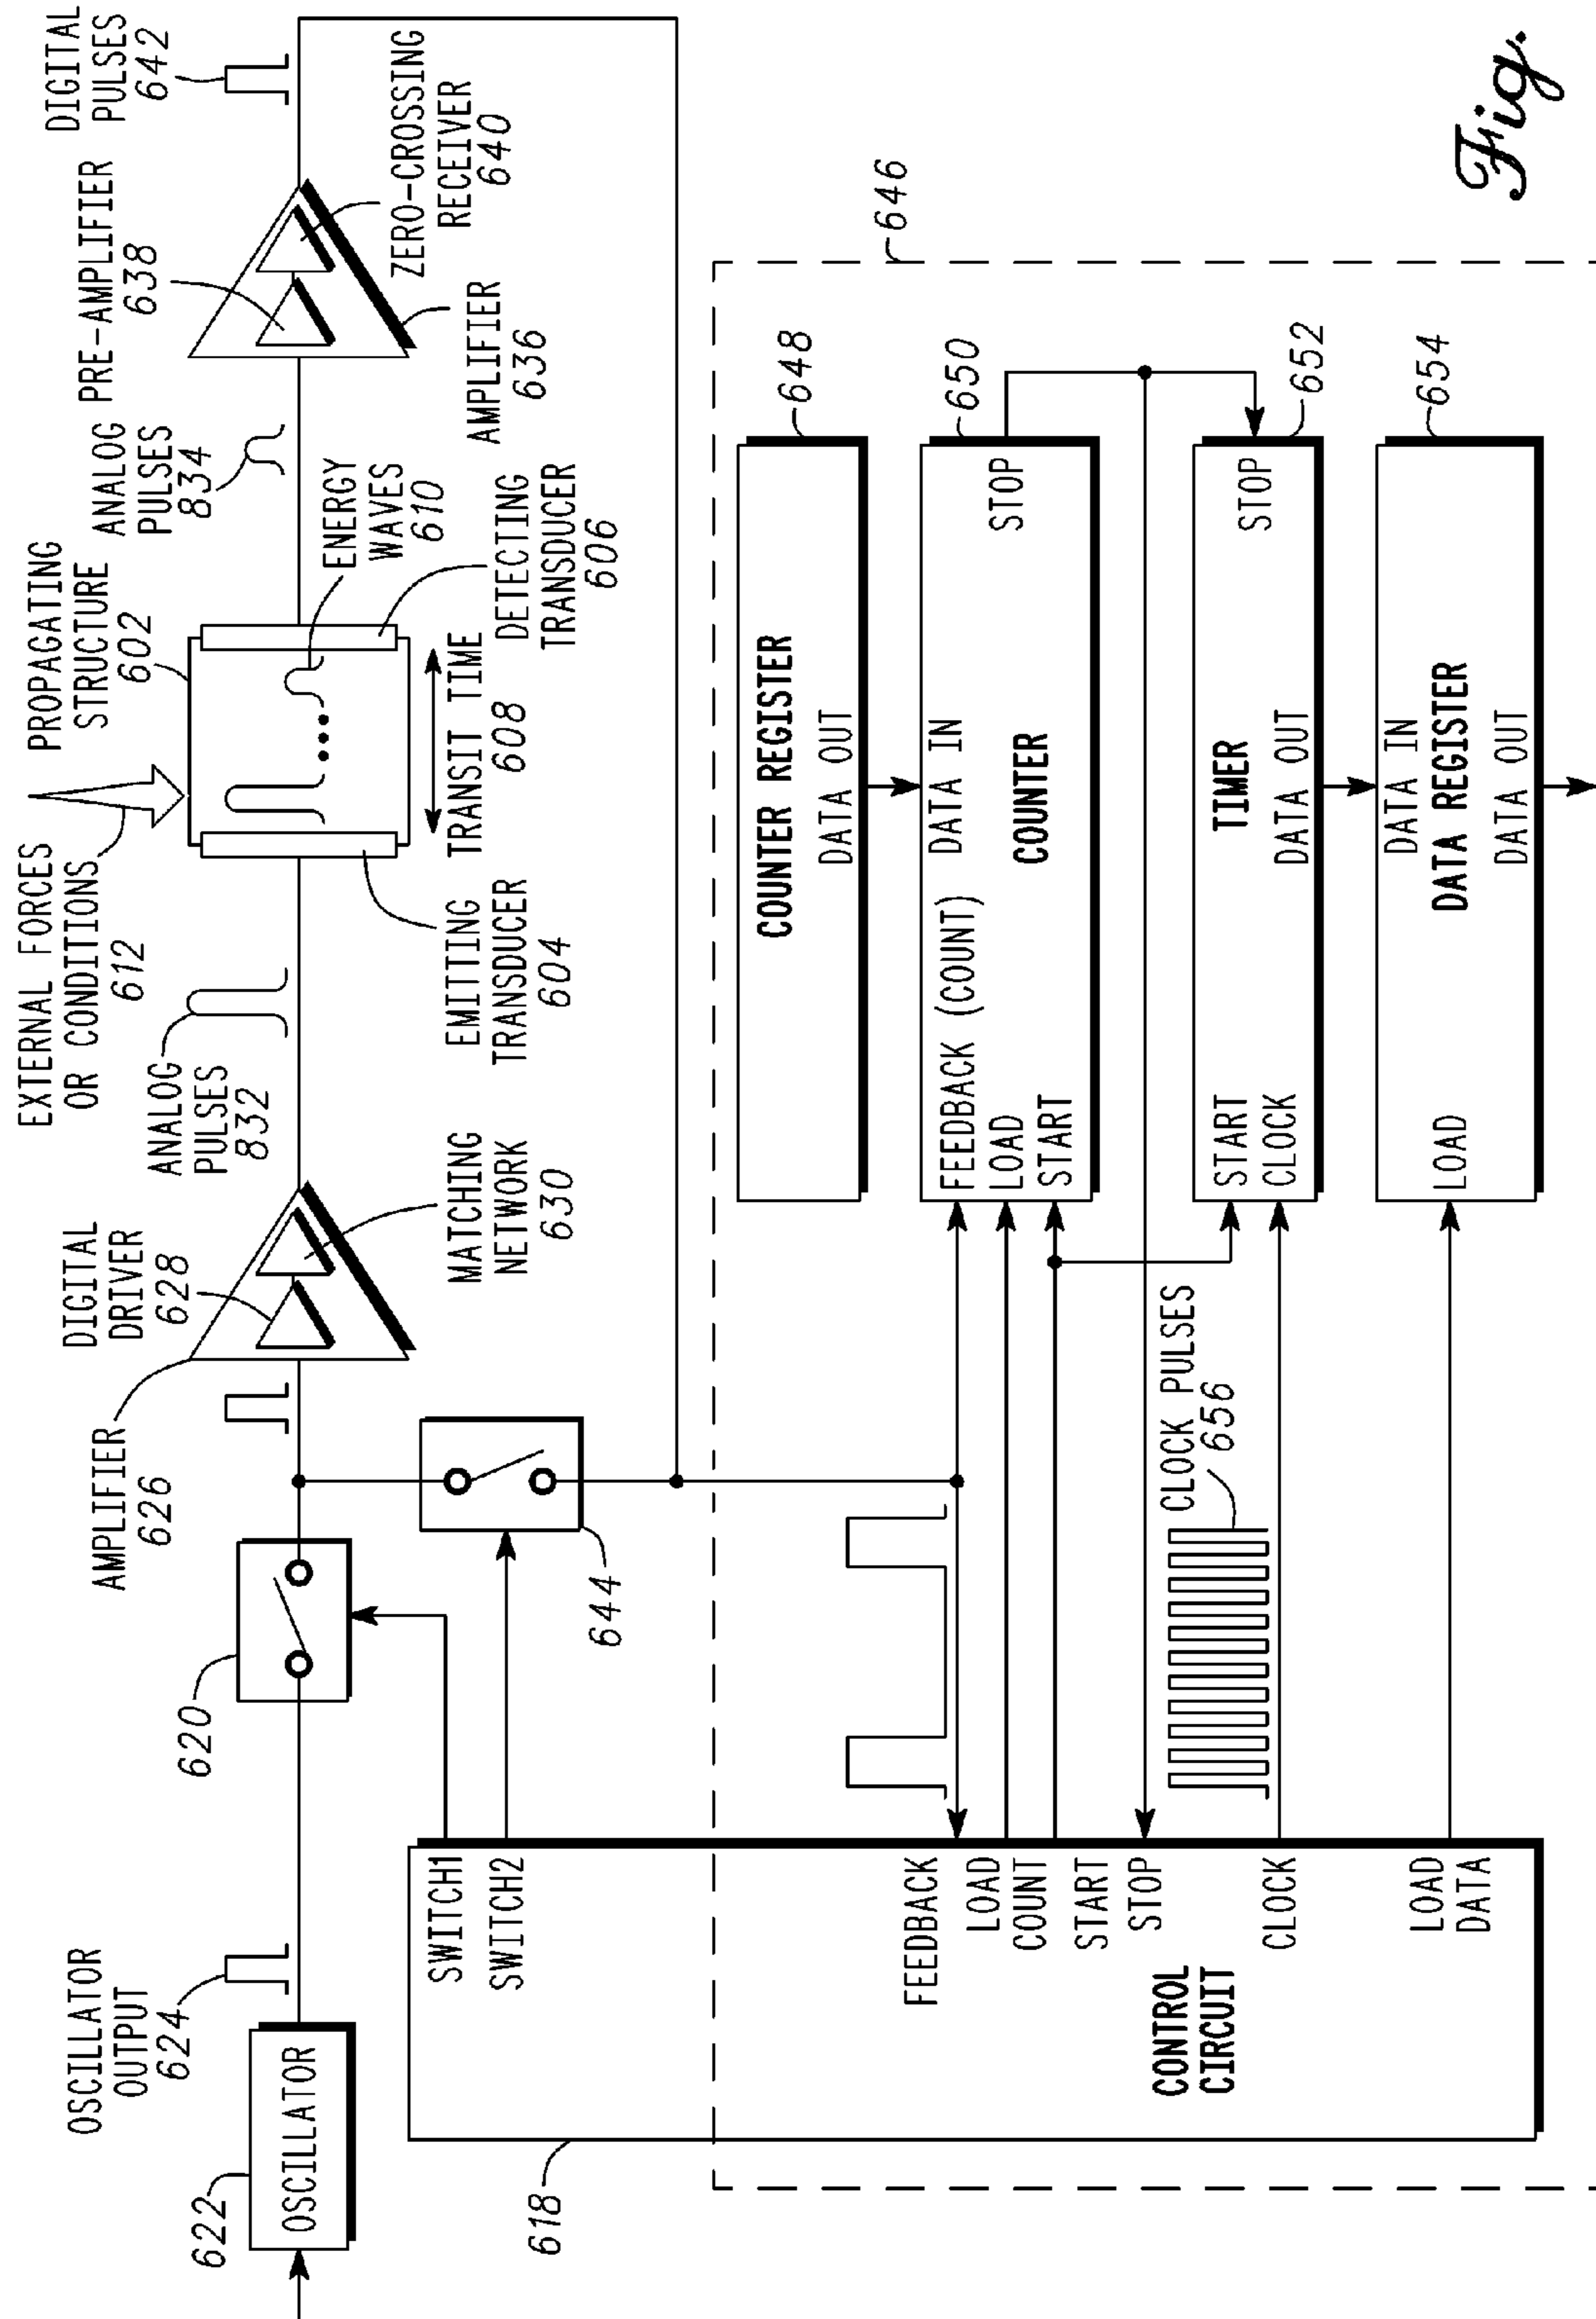 OSCILLATOR
OUTPUT
624
622
OSCILLATOR
620
AMPLIFIER
626
DIGITAL
DRIVER
628
MATCHING
NETWORK
630
ANALOG
PULSES
832
EXTERNAL FORCES
OR CONDITIONS
612
PROPAGATING
STRUCTURE
602
EMITTING
TRANSDUCER
604
TRANSIT TIME
608
ENERGY
WAVES
610
DETECTING
TRANSDUCER
606
ANALOG
PULSES
834
PRE-AMPLIFIER
638
AMPLIFIER
636
ZERO-CROSSING
RECEIVER
640
DIGITAL
PULSES
642
644
618
SWITCH1
SWITCH2
FEEDBACK
LOAD
COUNT
START
STOP
CLOCK
LOAD
DATA
CONTROL
CIRCUIT
CLOCK PULSES
656
646
COUNTER REGISTER
DATA OUT
648
FEEDBACK (COUNT)
LOAD
START
DATA IN
COUNTER
STOP
650
START
CLOCK
TIMER
DATA OUT
STOP
652
LOAD
DATA IN
DATA REGISTER
DATA OUT
654
Fig.